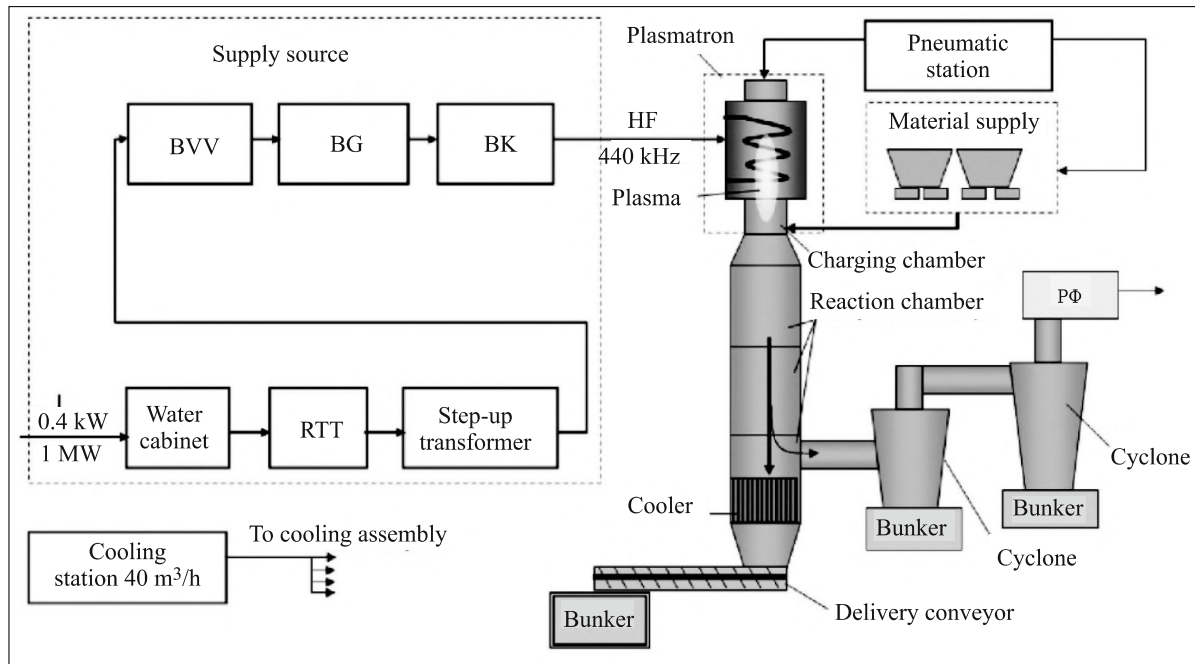 Supply source
Plasmatron
Pneumatic
station
BVV
BG
BK
HF
440 kHz
Material supply
Plasma
Charging chamber
Reaction chamber
РФ
0.4 kW
1 MW
Water
cabinet
RTT
Step-up
transformer
Cyclone
Cooler
Bunker
Bunker
Cyclone
To cooling assembly
Cooling
station 40 m³/h
Delivery conveyor
Bunker